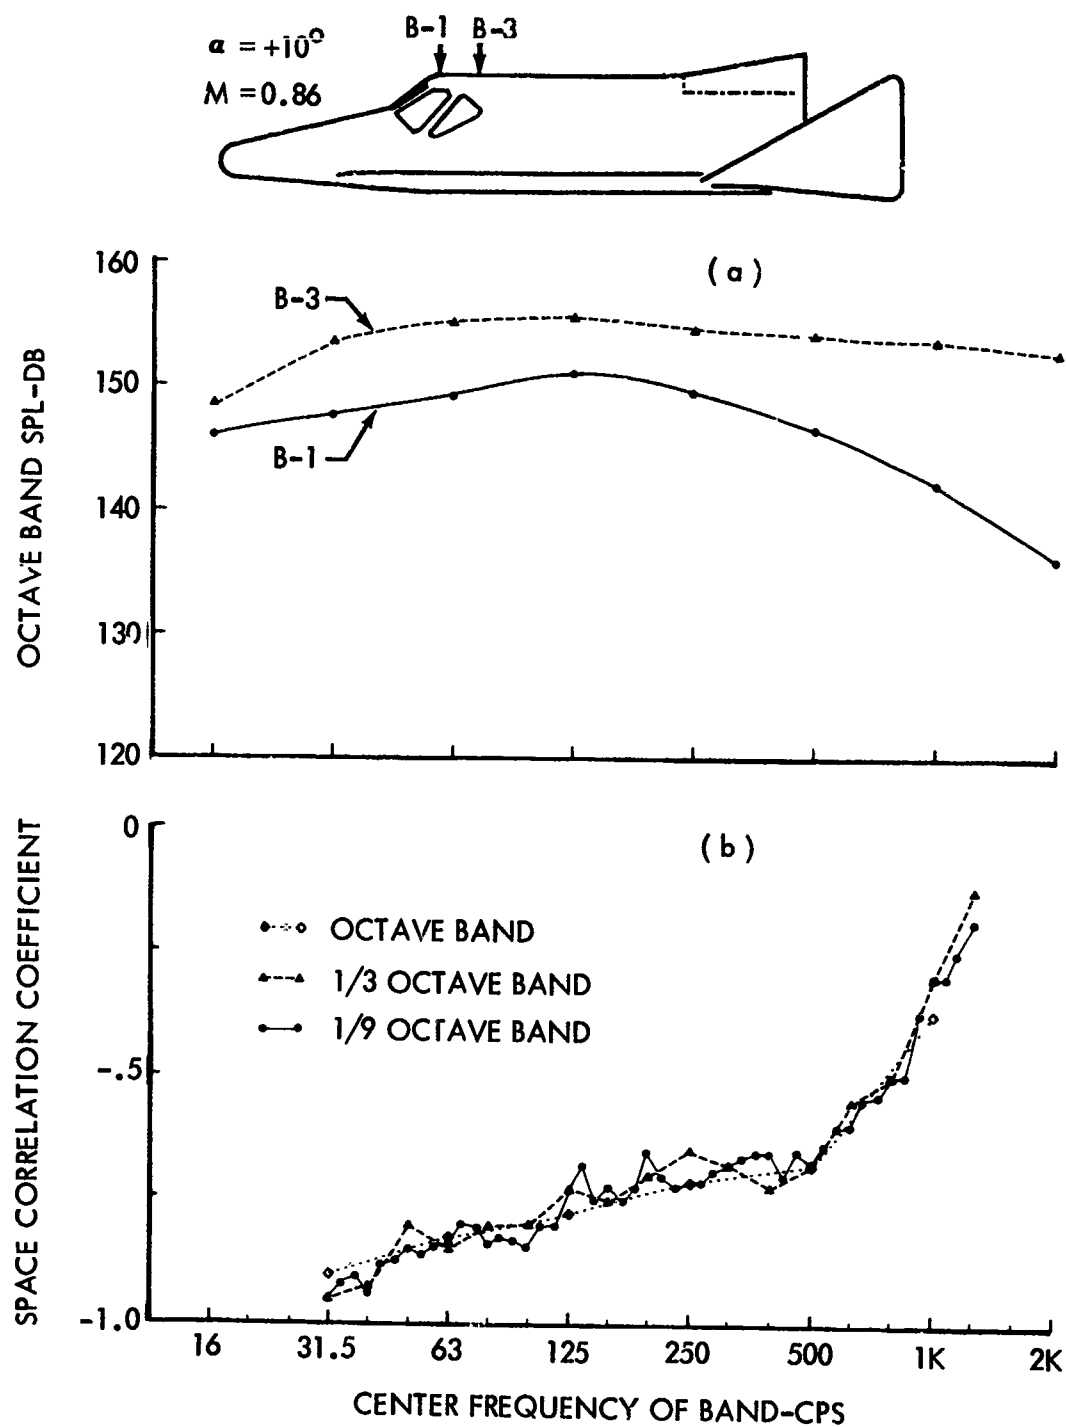 B-1 B-3
α = +10°
M = 0.86
(a)
160
150
140
130
120
OCTAVE BAND SPL-DB
B-3
B-1
(b)
0
-.5
-1.0
SPACE CORRELATION COEFFICIENT
OCTAVE BAND
1/3 OCTAVE BAND
1/9 OCTAVE BAND
16 31.5 63 125 250 500 1K 2K
CENTER FREQUENCY OF BAND-CPS